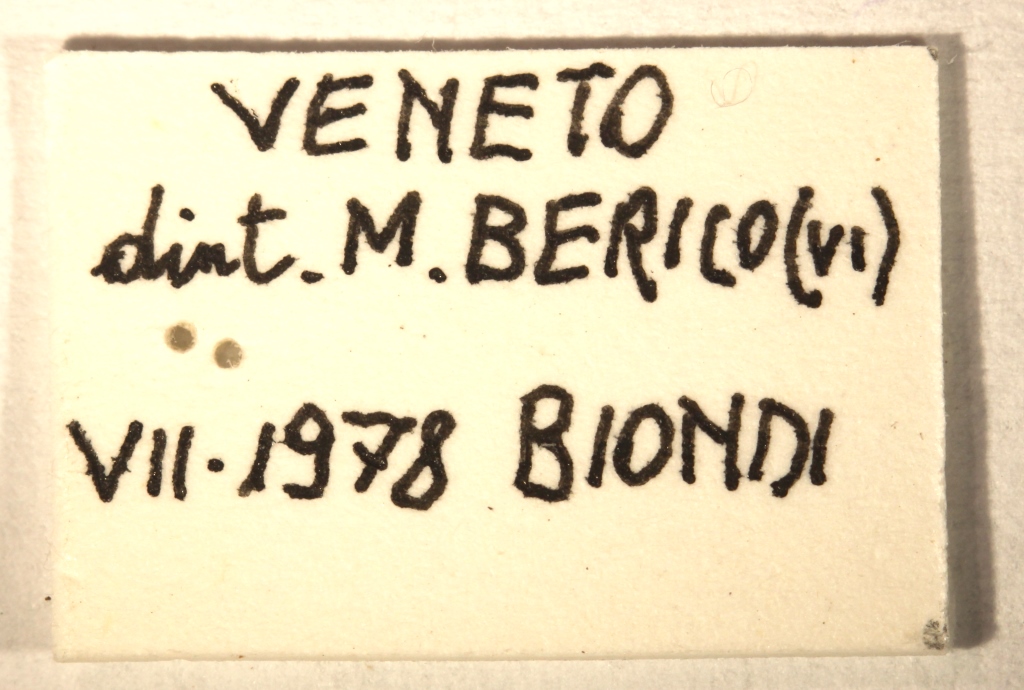 VENETO
dint. M. BERICO (VI)
VII. 1978 BIONDI